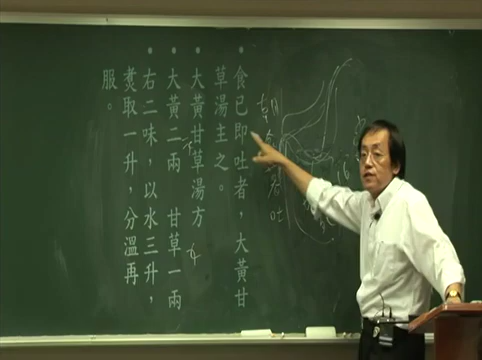 食已即吐者，大黃甘
草湯主之。
大黃甘草湯方
大黃二兩　甘草一兩
右二味，以水三升，
煑取一升，分溫再
服。
吐